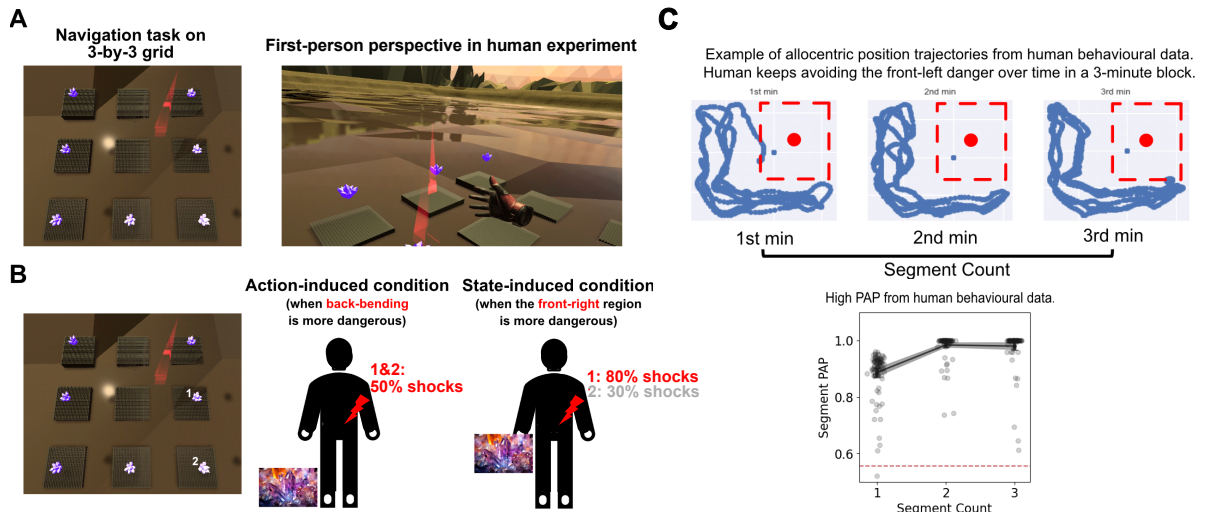 A
Navigation task on
3-by-3 grid
First-person perspective in human experiment
B
1
2
Action-induced condition
(when back-bending
is more dangerous)
1&2:
50% shocks
State-induced condition
(when the front-right region
is more dangerous)
1: 80% shocks
2: 30% shocks
C
Example of allocentric position trajectories from human behavioural data.
Human keeps avoiding the front-left danger over time in a 3-minute block.
1st min
2nd min
3rd min
1st min
2nd min
3rd min
Segment Count
High PAP from human behavioural data.
Segment PAP
1.0
0.8
0.6
1
2
3
Segment Count